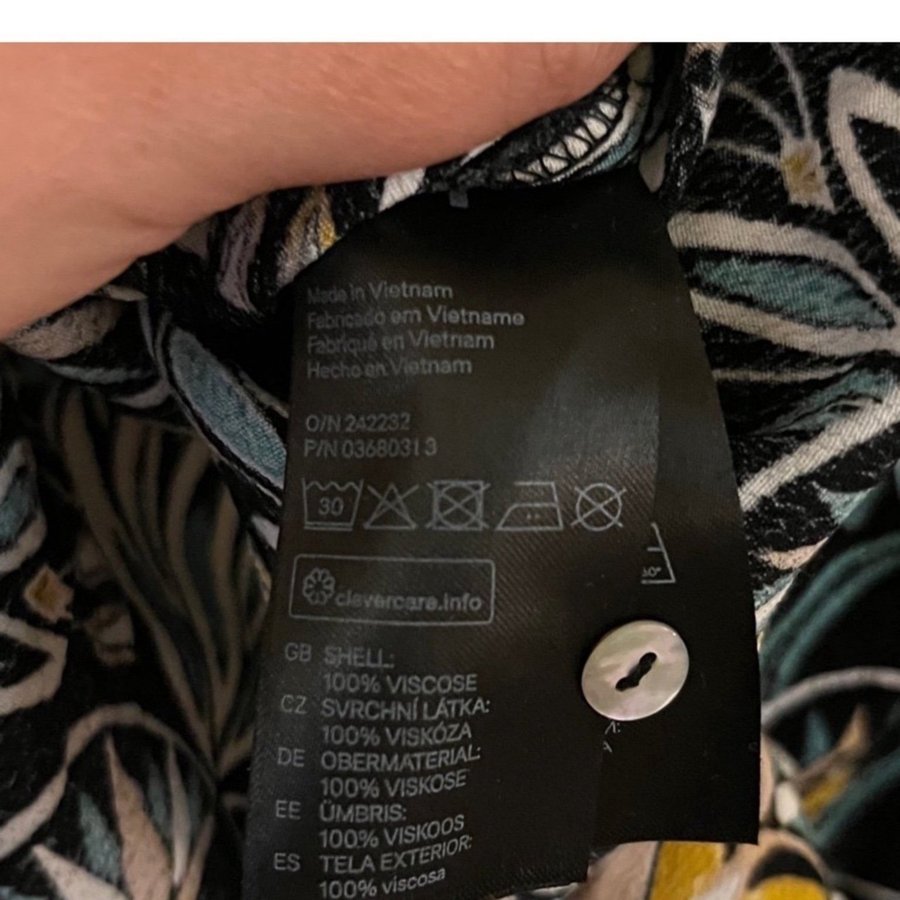 Made in Vietnam
Fabricado em Vietname
Fabriqué en Vietnam
Hecho en Vietnam
O/N 242232
P/N 0368031 3
30
clevercare.info
GB SHELL:
100% VISCOSE
CZ SVRCHNÍ LÁTKA:
100% VISKÓZA
DE OBERMATERIAL:
100% VISKOSE
EE ÜMBRIS:
100% VISKOOS
ES TELA EXTERIOR:
100% viscosa